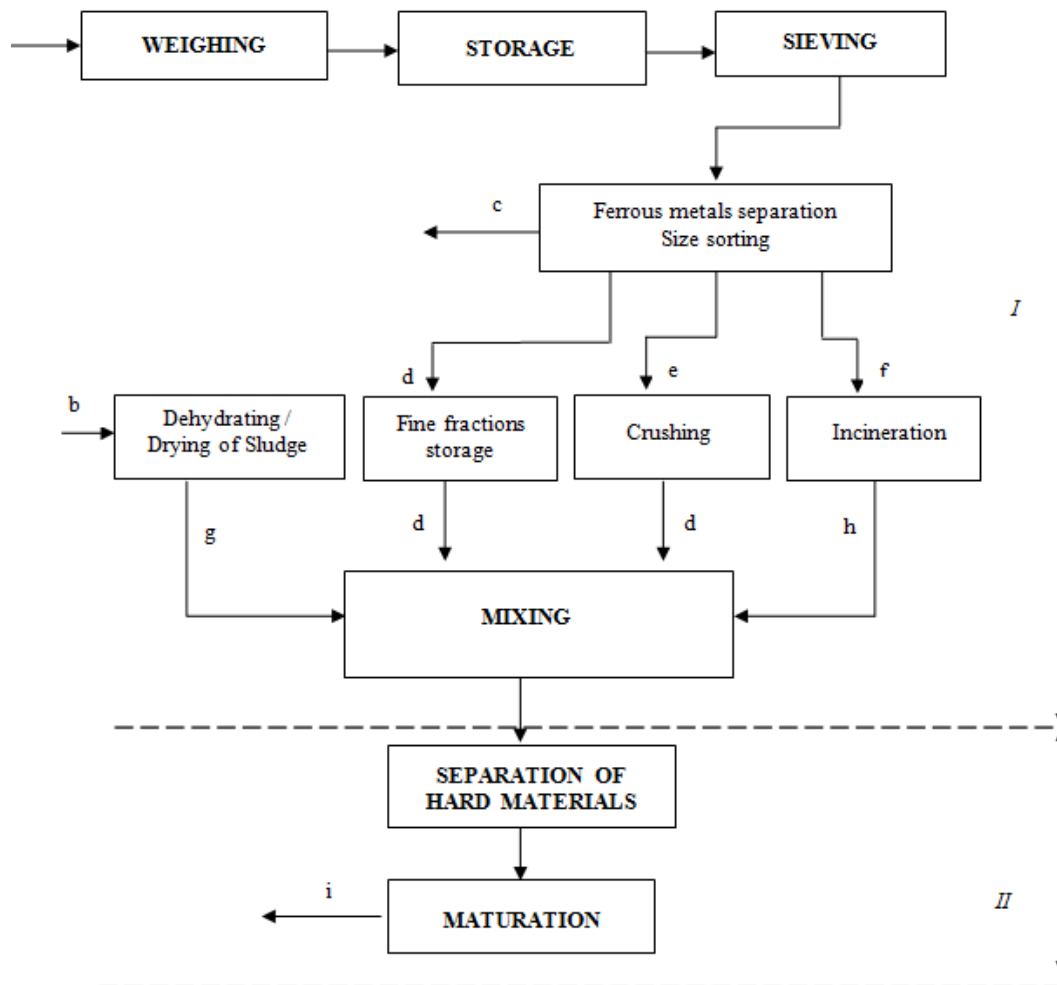 WEIGHING
STORAGE
SIEVING
c
Ferrous metals separation
Size sorting
I
d
e
f
b
Dehydrating /
Drying of Sludge
Fine fractions
storage
Crushing
Incineration
g
d
d
h
MIXING
SEPARATION OF
HARD MATERIALS
i
MATURATION
II